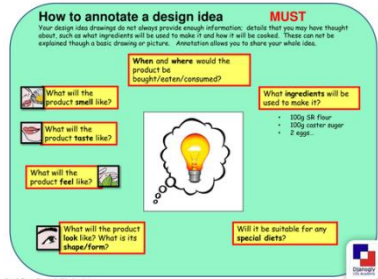 How to annotate a design idea MUST
Your design idea drawings do not always provide enough information; details that you may have thought
about, such as what ingredients will be used to make it and how it will be cooked. These can not be
explained though a basic drawing or picture. Annotation allows you to share your whole idea.
When and where would the
product be
bought/eaten/consumed?
What will the
product smell like?
What ingredients will be
used to make it?
• 100g SR flour
• 100g caster sugar
• 2 eggs...
What will the
product taste like?
What will the
product feel like?
What will the product
look like? What is its
shape/form?
Will it be suitable for any
special diets?
Djanogly